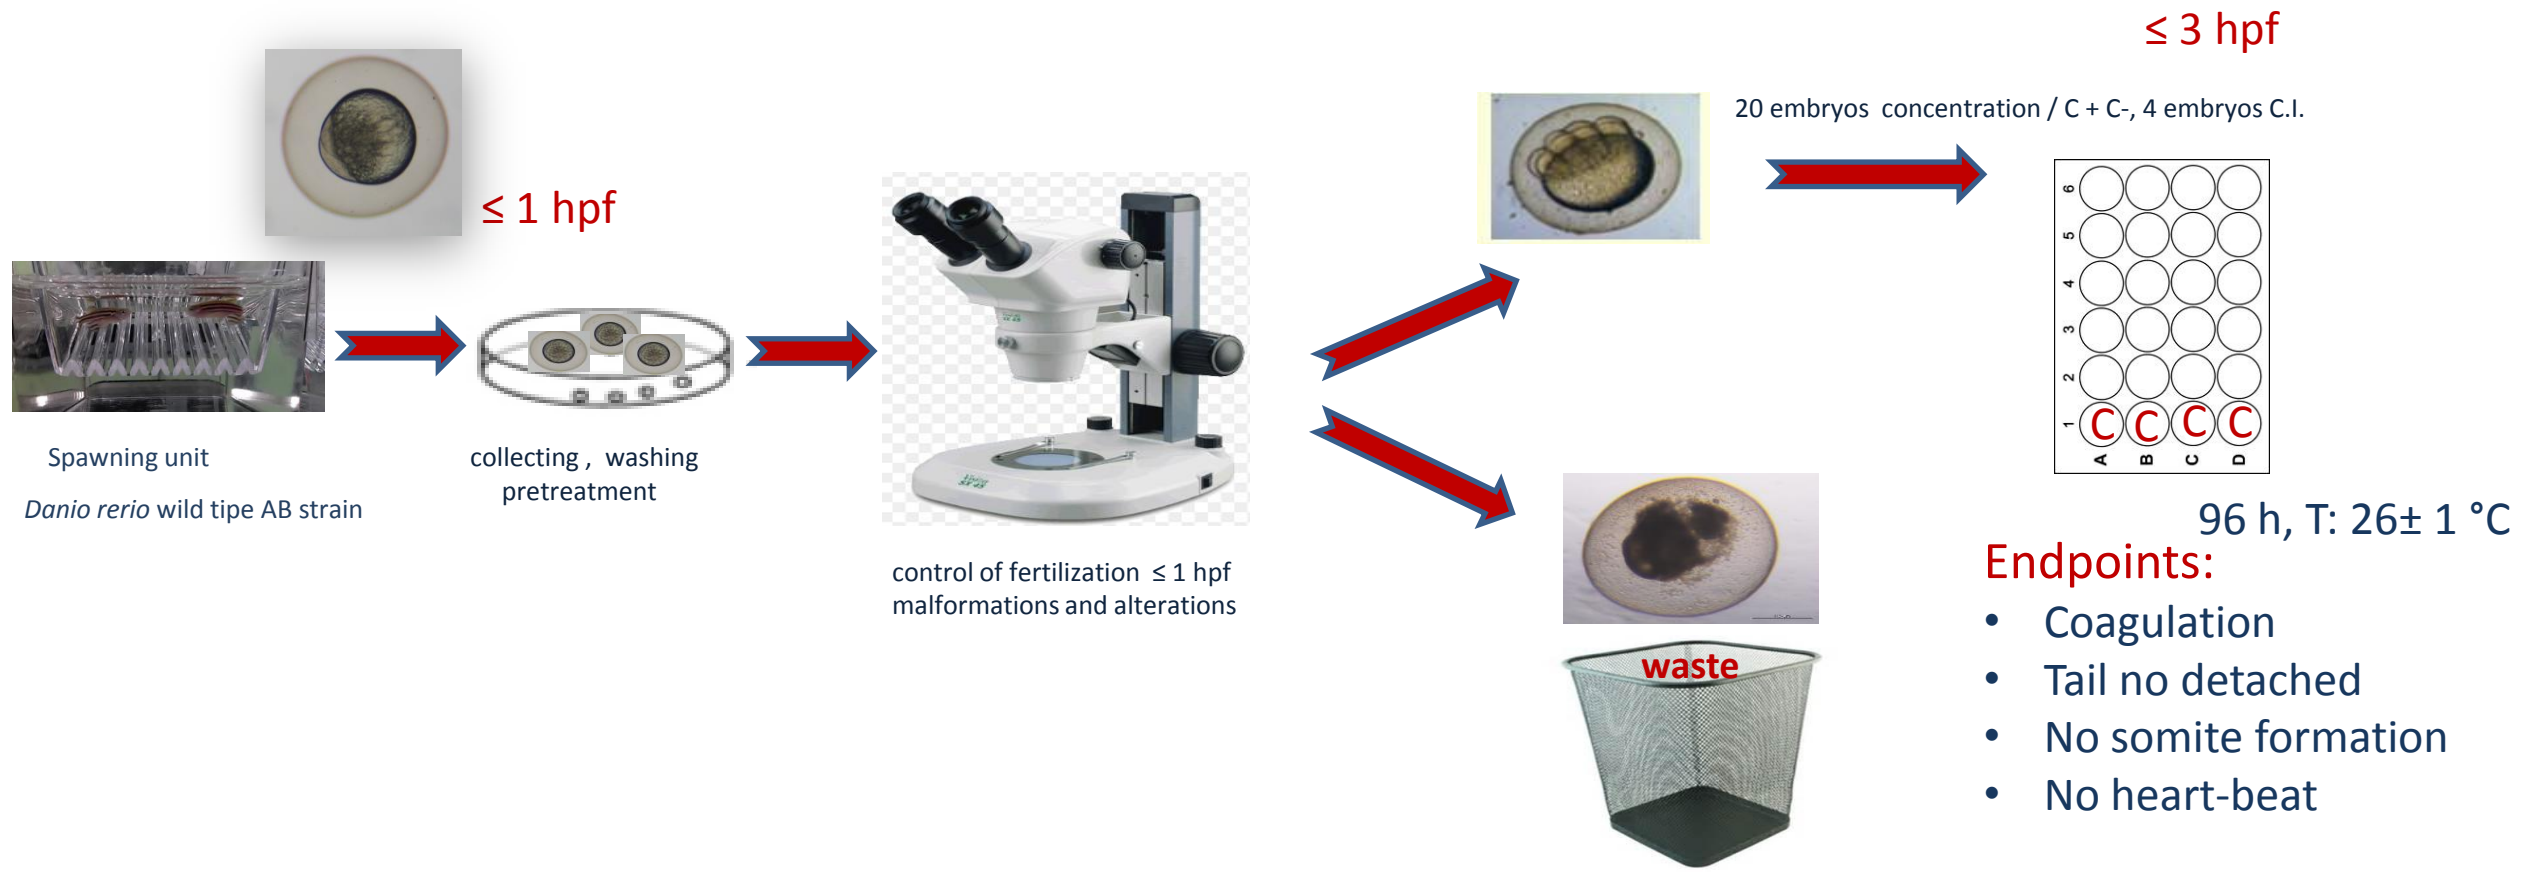 ≤ 3 hpf
20 embryos concentration / C + C-, 4 embryos C.I.
≤ 1 hpf
6
5
4
3
2
1
C C C C
A B C D
Spawning unit
Danio rerio wild tipe AB strain
collecting , washing
pretreatment
control of fertilization ≤ 1 hpf
malformations and alterations
waste
96 h, T: 26± 1 °C
Endpoints:
• Coagulation
• Tail no detached
• No somite formation
• No heart-beat